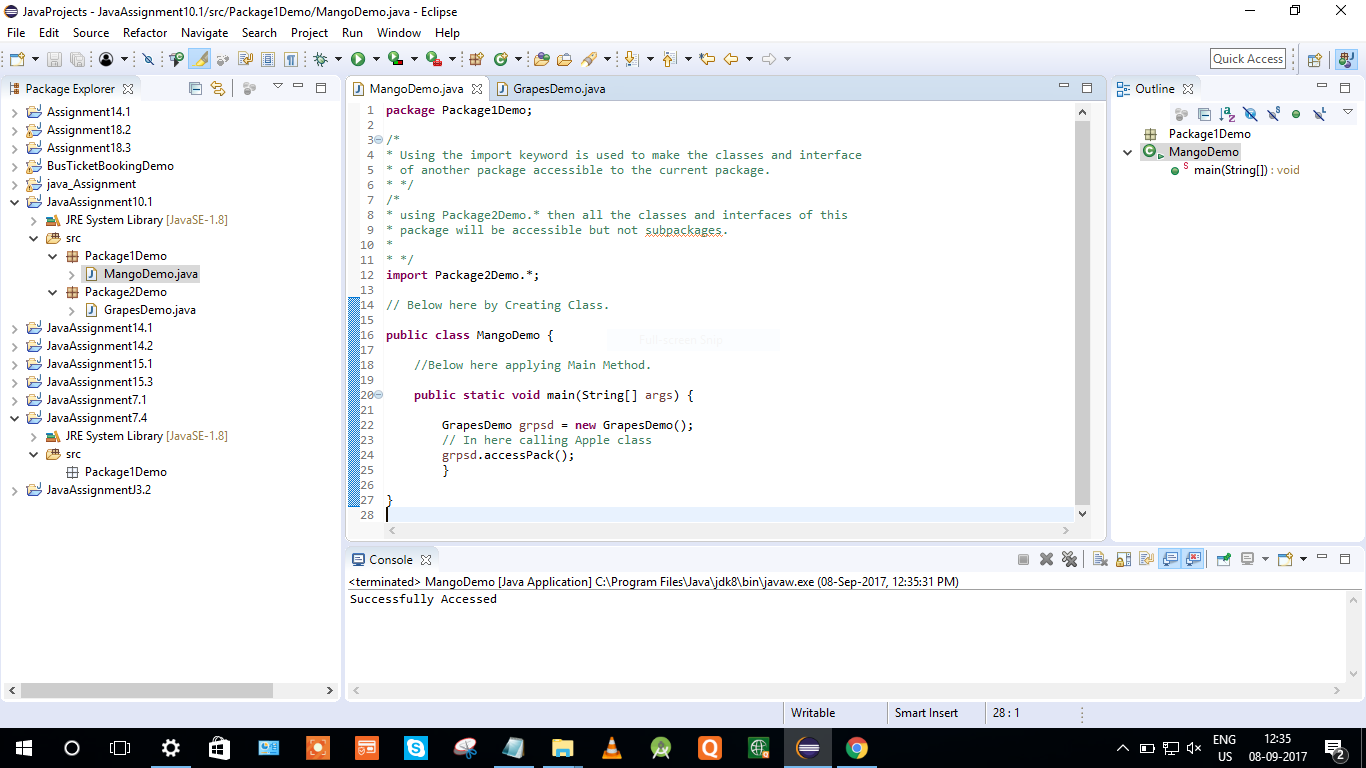 JavaProjects - JavaAssignment10.1/src/Package1Demo/MangoDemo.java - Eclipse
File Edit Source Refactor Navigate Search Project Run Window Help
Quick Access
Package Explorer
Assignment14.1
Assignment18.2
Assignment18.3
BusTicketBookingDemo
java_Assignment
JavaAssignment10.1
JRE System Library [JavaSE-1.8]
src
Package1Demo
MangoDemo.java
Package2Demo
GrapesDemo.java
JavaAssignment14.1
JavaAssignment14.2
JavaAssignment15.1
JavaAssignment15.3
JavaAssignment7.1
JavaAssignment7.4
JRE System Library [JavaSE-1.8]
src
Package1Demo
JavaAssignmentJ3.2
MangoDemo.java GrapesDemo.java
1 package Package1Demo;
2
3 /*
4 * Using the import keyword is used to make the classes and interface
5 * of another package accessible to the current package.
6 * */
7 /*
8 * using Package2Demo.* then all the classes and interfaces of this
9 * package will be accessible but not subpackages.
10 *
11 * */
12 import Package2Demo.*;
13
14 // Below here by Creating Class.
15
16 public class MangoDemo {
17
18 //Below here applying Main Method.
19
20 public static void main(String[] args) {
21
22 GrapesDemo grpsd = new GrapesDemo();
23 // In here calling Apple class
24 grpsd.accessPack();
25 }
26
27 }
28
Full-screen Snip
Outline
Package1Demo
MangoDemo
main(String[]) : void
Console
<terminated> MangoDemo [Java Application] C:\Program Files\Java\jdk8\bin\javaw.exe (08-Sep-2017, 12:35:31 PM)
Successfully Accessed
Writable Smart Insert 28 : 1
ENG
US
12:35
08-09-2017
2